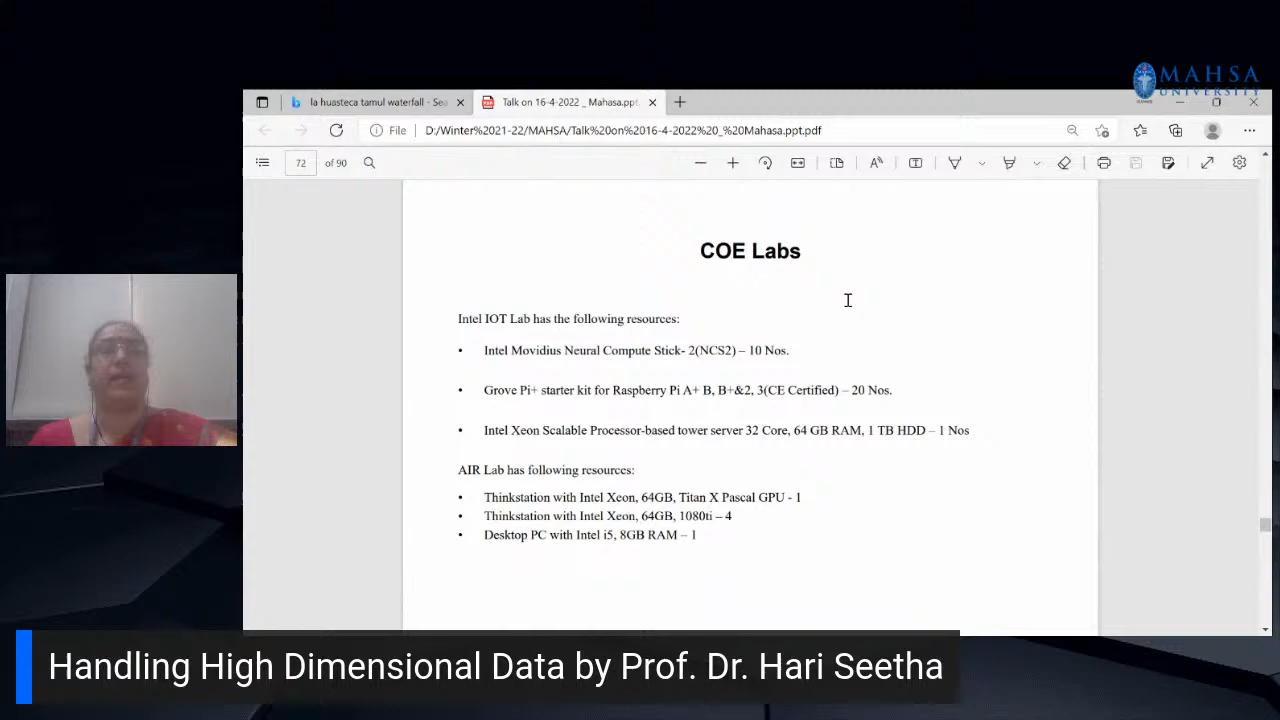 MAHSA
UNIVERSITY
la huasteca tamul waterfall - Sea
Talk on 16-4-2022 _ Mahasa.ppt.
File
D:/Winter%2021-22/MAHSA/Talk%20on%2016-4-2022%20_%20Mahasa.ppt.pdf
72 of 90
COE Labs
Intel IOT Lab has the following resources:
• Intel Movidius Neural Compute Stick- 2(NCS2) – 10 Nos.
• Grove Pi+ starter kit for Raspberry Pi A+ B, B+&2, 3(CE Certified) – 20 Nos.
• Intel Xeon Scalable Processor-based tower server 32 Core, 64 GB RAM, 1 TB HDD – 1 Nos
AIR Lab has following resources:
• Thinkstation with Intel Xeon, 64GB, Titan X Pascal GPU - 1
• Thinkstation with Intel Xeon, 64GB, 1080ti – 4
• Desktop PC with Intel i5, 8GB RAM – 1
Handling High Dimensional Data by Prof. Dr. Hari Seetha